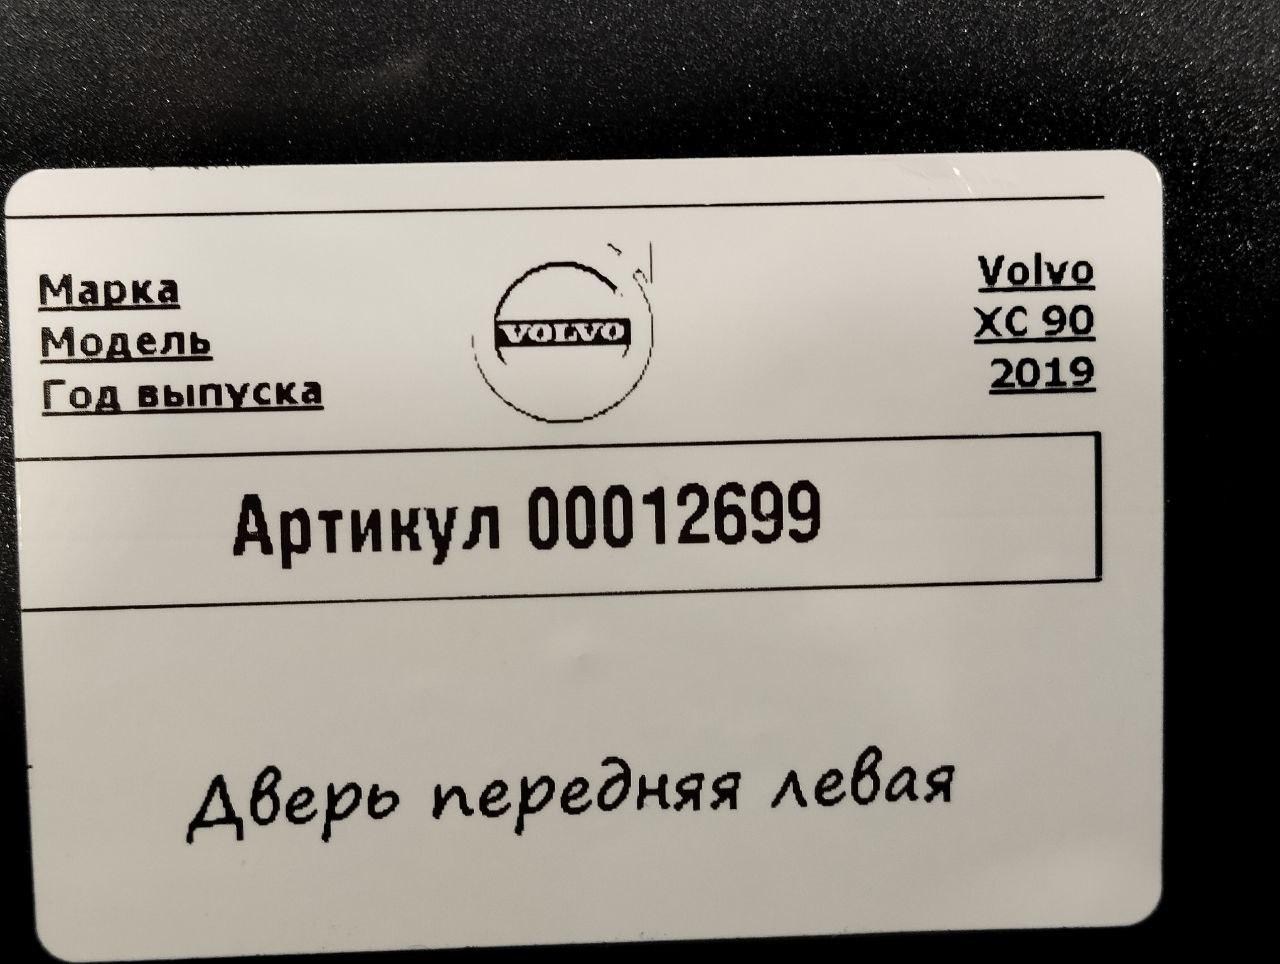 Марка
Модель
Год выпуска
VOLVO
Volvo
XC 90
2019
Артикул 00012699
Дверь передняя левая